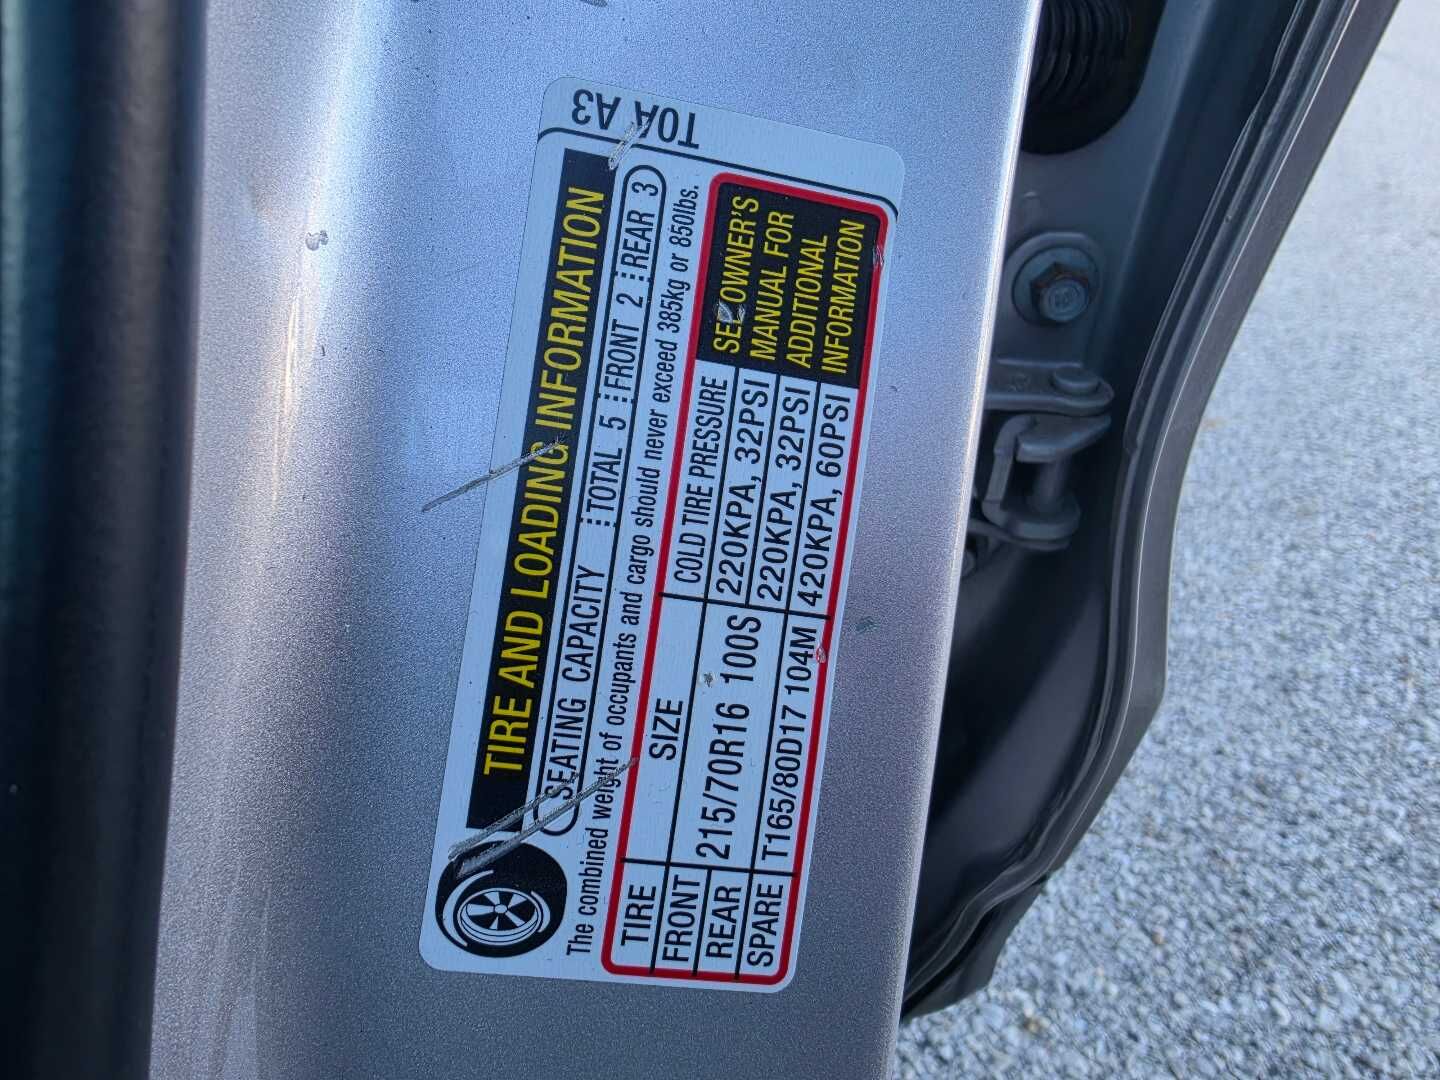 T0A A3
TIRE AND LOADING INFORMATION
SEATING CAPACITY TOTAL 5 FRONT 2 REAR 3
The combined weight of occupants and cargo should never exceed 385kg or 850lbs.
TIRE SIZE COLD TIRE PRESSURE
FRONT 215/70R16 100S 220KPA, 32PSI
REAR 220KPA, 32PSI
SPARE T165/80D17 104M 420KPA, 60PSI
SEE OWNER'S
MANUAL FOR
ADDITIONAL
INFORMATION